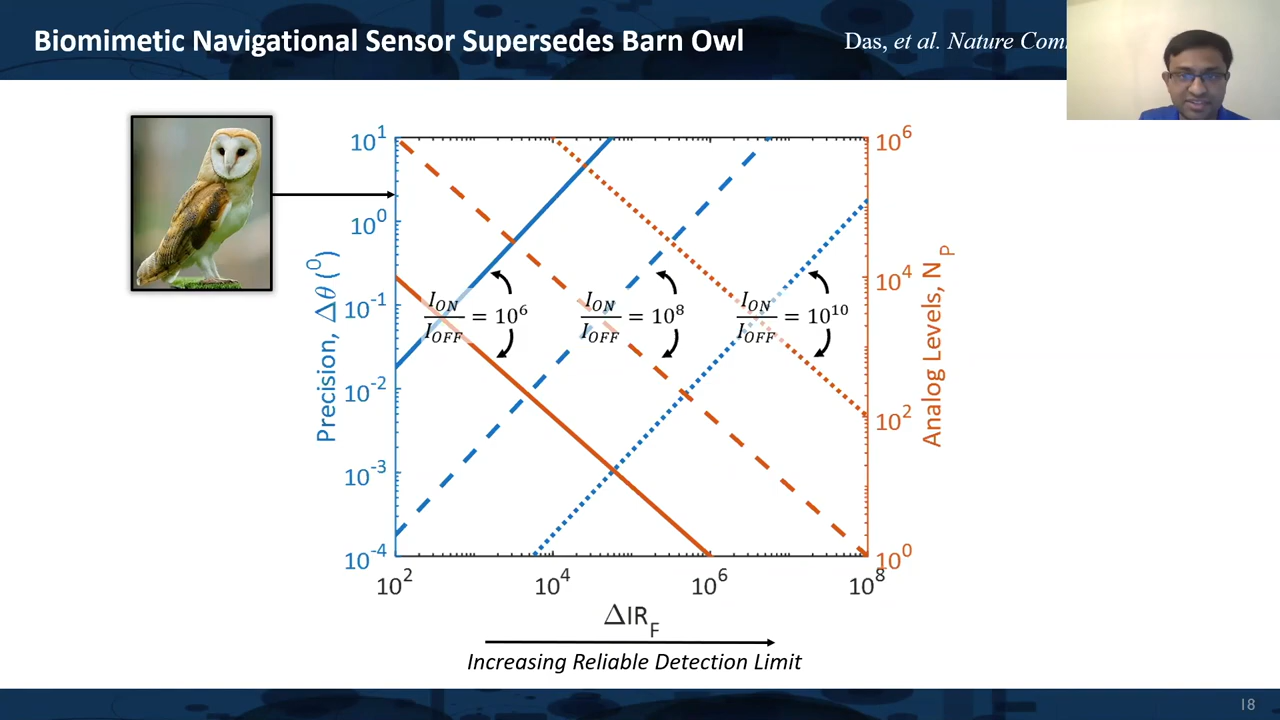 Biomimetic Navigational Sensor Supersedes Barn Owl
Das, et al. Nature Com
10¹
10⁰
10⁻¹
10⁻²
10⁻³
10⁻⁴
Precision, Δθ (⁰)
I_ON/I_OFF = 10⁶
I_ON/I_OFF = 10⁸
I_ON/I_OFF = 10¹⁰
10⁶
10⁴
10²
10⁰
Analog Levels, N_P
10² 10⁴ 10⁶ 10⁸
ΔIR_F
Increasing Reliable Detection Limit
18